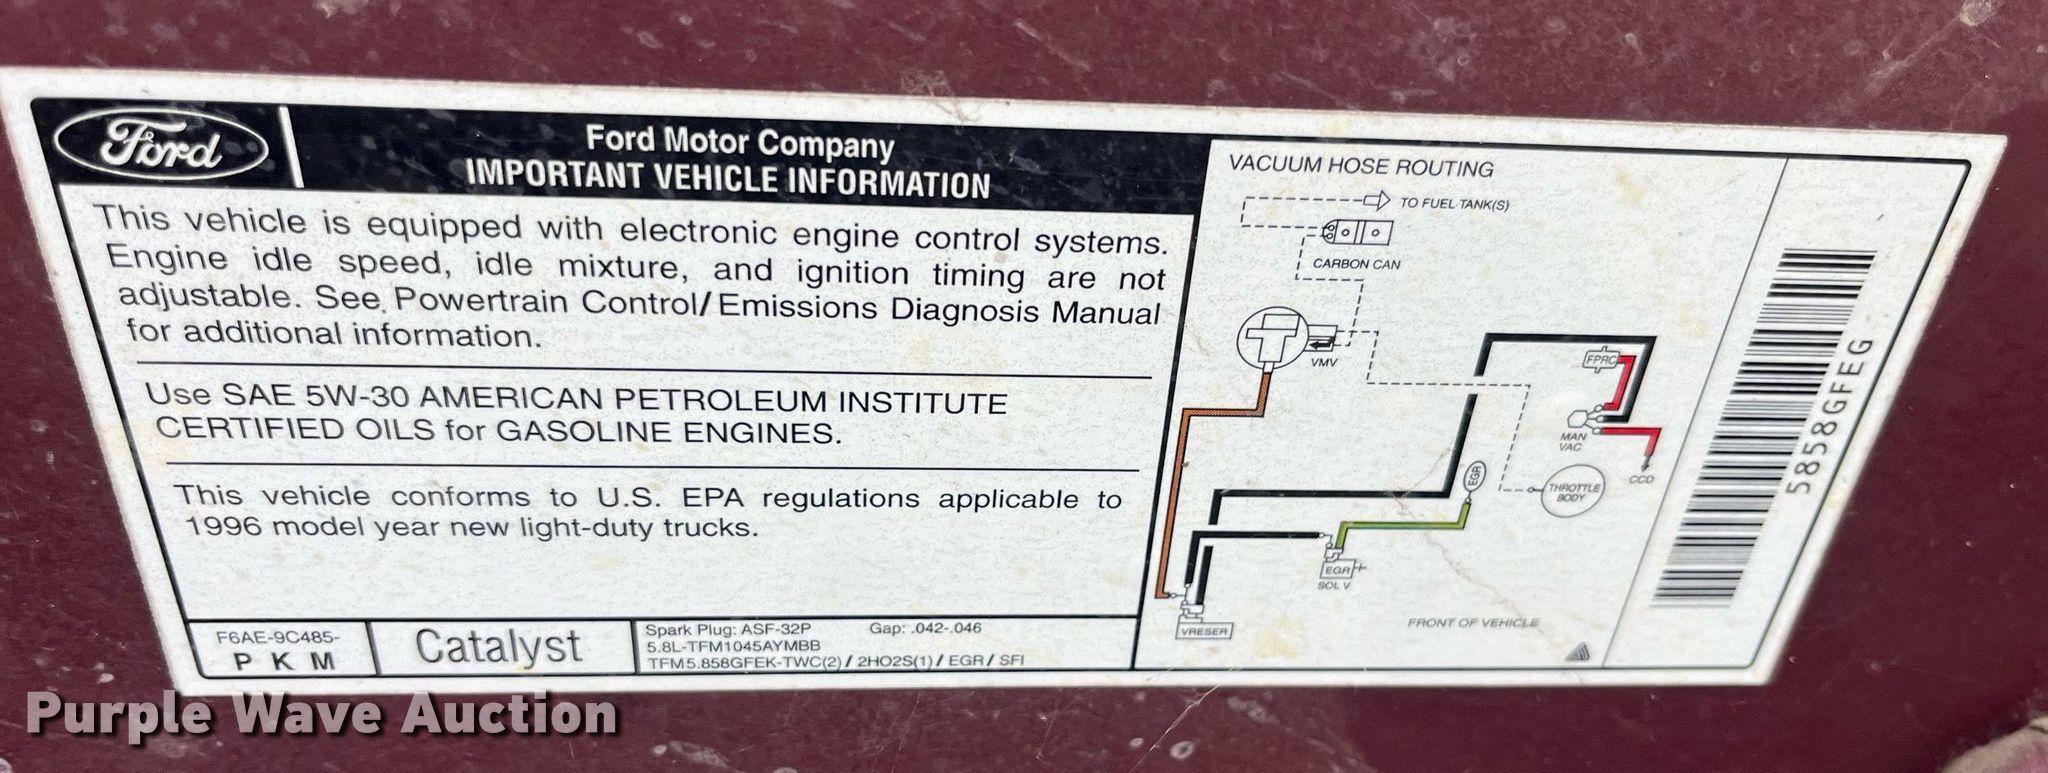 Ford
Ford Motor Company
IMPORTANT VEHICLE INFORMATION
This vehicle is equipped with electronic engine control systems.
Engine idle speed, idle mixture, and ignition timing are not
adjustable. See Powertrain Control/Emissions Diagnosis Manual
for additional information.
Use SAE 5W-30 AMERICAN PETROLEUM INSTITUTE
CERTIFIED OILS for GASOLINE ENGINES.
This vehicle conforms to U.S. EPA regulations applicable to
1996 model year new light-duty trucks.
F6AE-9C485-
P K M
Catalyst
Spark Plug: ASF-32P Gap: .042-.046
5.8L-TFM1045AYMBB
TFM5.858GFEK-TWC(2)/2HO2S(1)/EGR/SFI
VACUUM HOSE ROUTING
TO FUEL TANK(S)
CARBON CAN
VMV
FPRC
MAN
VAC
CCD
EGR
THROTTLE
BODY
EGR
SOL V
VRESER
FRONT OF VEHICLE
5858GFEG
Purple Wave Auction